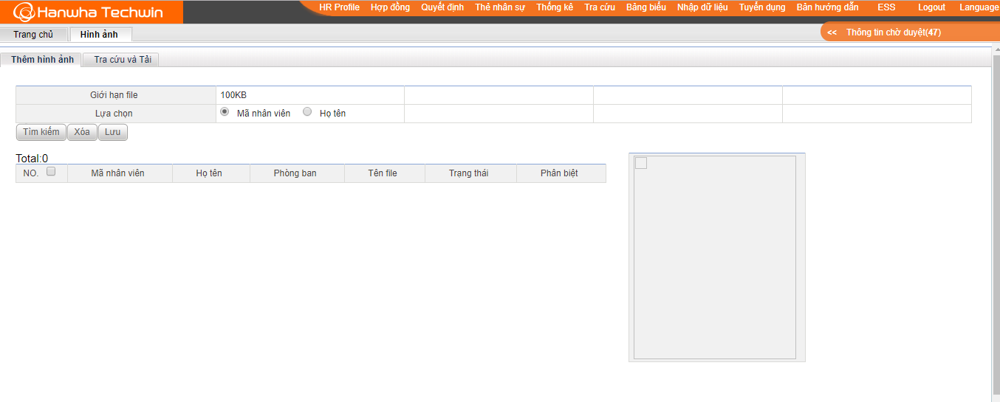 Hanwha Techwin
HR Profile Hợp đồng Quyết định Thẻ nhân sự Thống kê Tra cứu Bảng biểu Nhập dữ liệu Tuyển dụng Bản hướng dẫn ESS Logout Language
Trang chủ Hình ảnh
<< Thông tin chờ duyệt(47)
Thêm hình ảnh Tra cứu và Tải
Giới hạn file 100KB
Lựa chọn Mã nhân viên Họ tên
Tìm kiếm Xóa Lưu
Total:0
NO. Mã nhân viên Họ tên Phòng ban Tên file Trạng thái Phân biệt